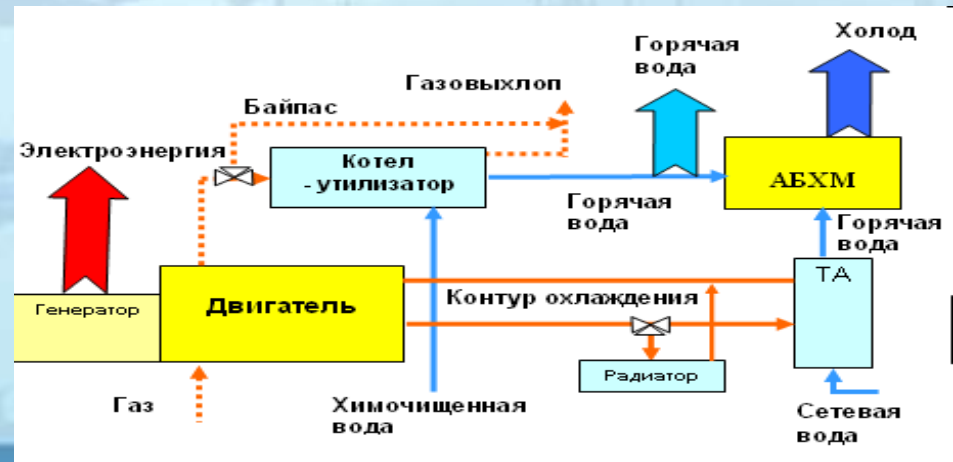 Холод
Горячая
вода
Газовыхлоп
Байпас
Электроэнергия
Котел
- утилизатор
АБХМ
Горячая
вода
Горячая
вода
ТА
Двигатель
Контур охлаждения
Генератор
Радиатор
Газ
Химочищенная
вода
Сетевая
вода